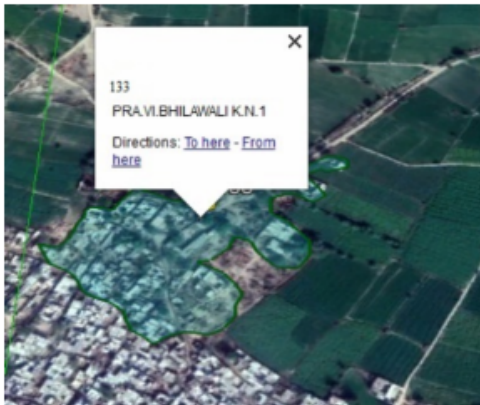 133
PRA.VI.BHILAWALI K.N.1
Directions: To here - From
here